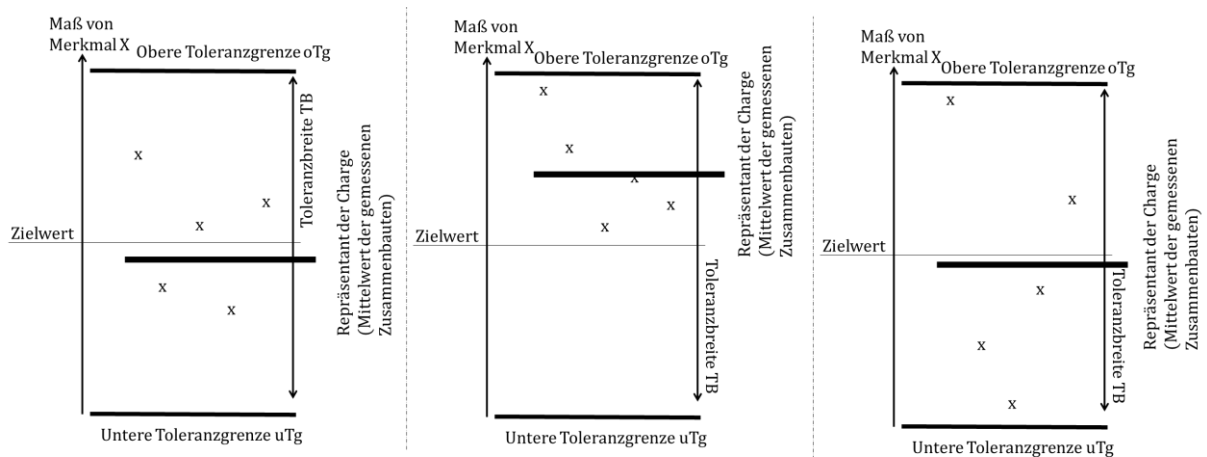 Maß von
Merkmal X
Obere Toleranzgrenze oTg
x
x
x
Zielwert
x
x
Untere Toleranzgrenze uTg
Toleranzbreite TB
Repräsentant der Charge
(Mittelwert der gemessenen
Zusammenbauten)
Maß von
Merkmal X
Obere Toleranzgrenze oTg
x
x
x
x
x
Zielwert
Untere Toleranzgrenze uTg
Toleranzbreite TB
Repräsentant der Charge
(Mittelwert der gemessenen
Zusammenbauten)
Maß von
Merkmal X
Obere Toleranzgrenze oTg
x
x
Zielwert
x
x
x
Untere Toleranzgrenze uTg
Toleranzbreite TB
Repräsentant der Charge
(Mittelwert der gemessenen
Zusammenbauten)